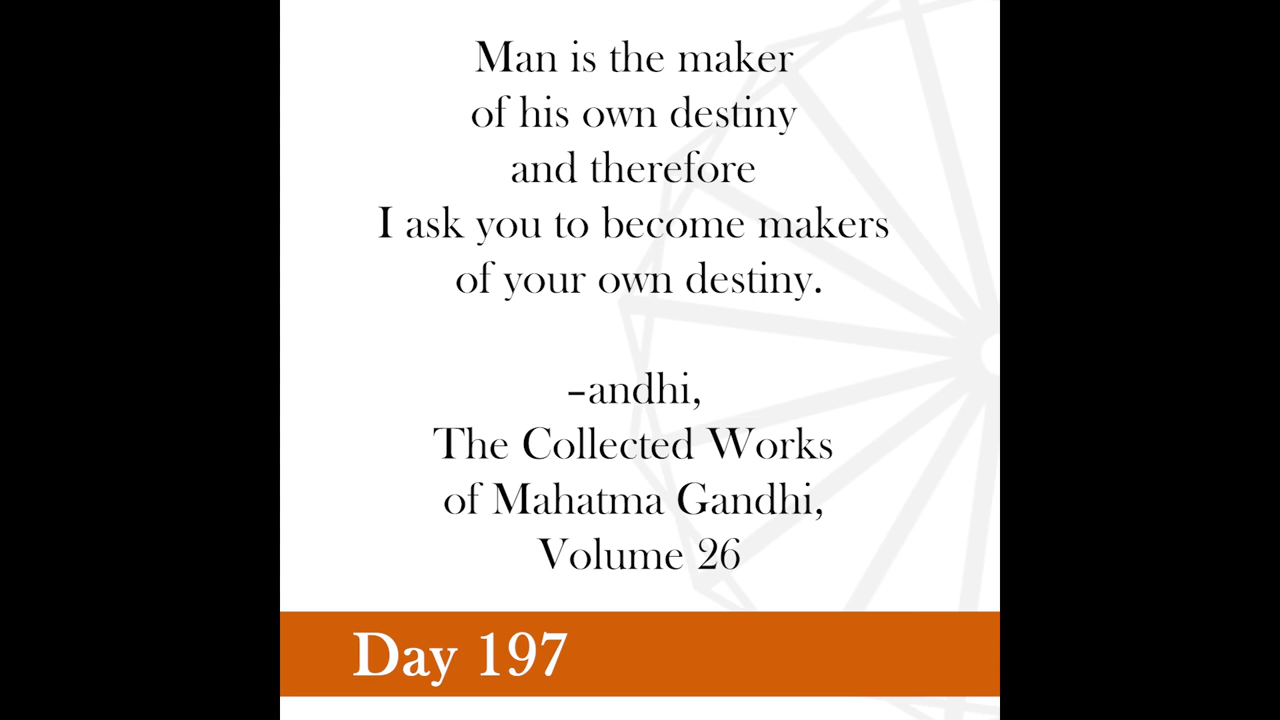 Man is the maker
of his own destiny
and therefore
I ask you to become makers
of your own destiny.
–andhi,
The Collected Works
of Mahatma Gandhi,
Volume 26
Day 197